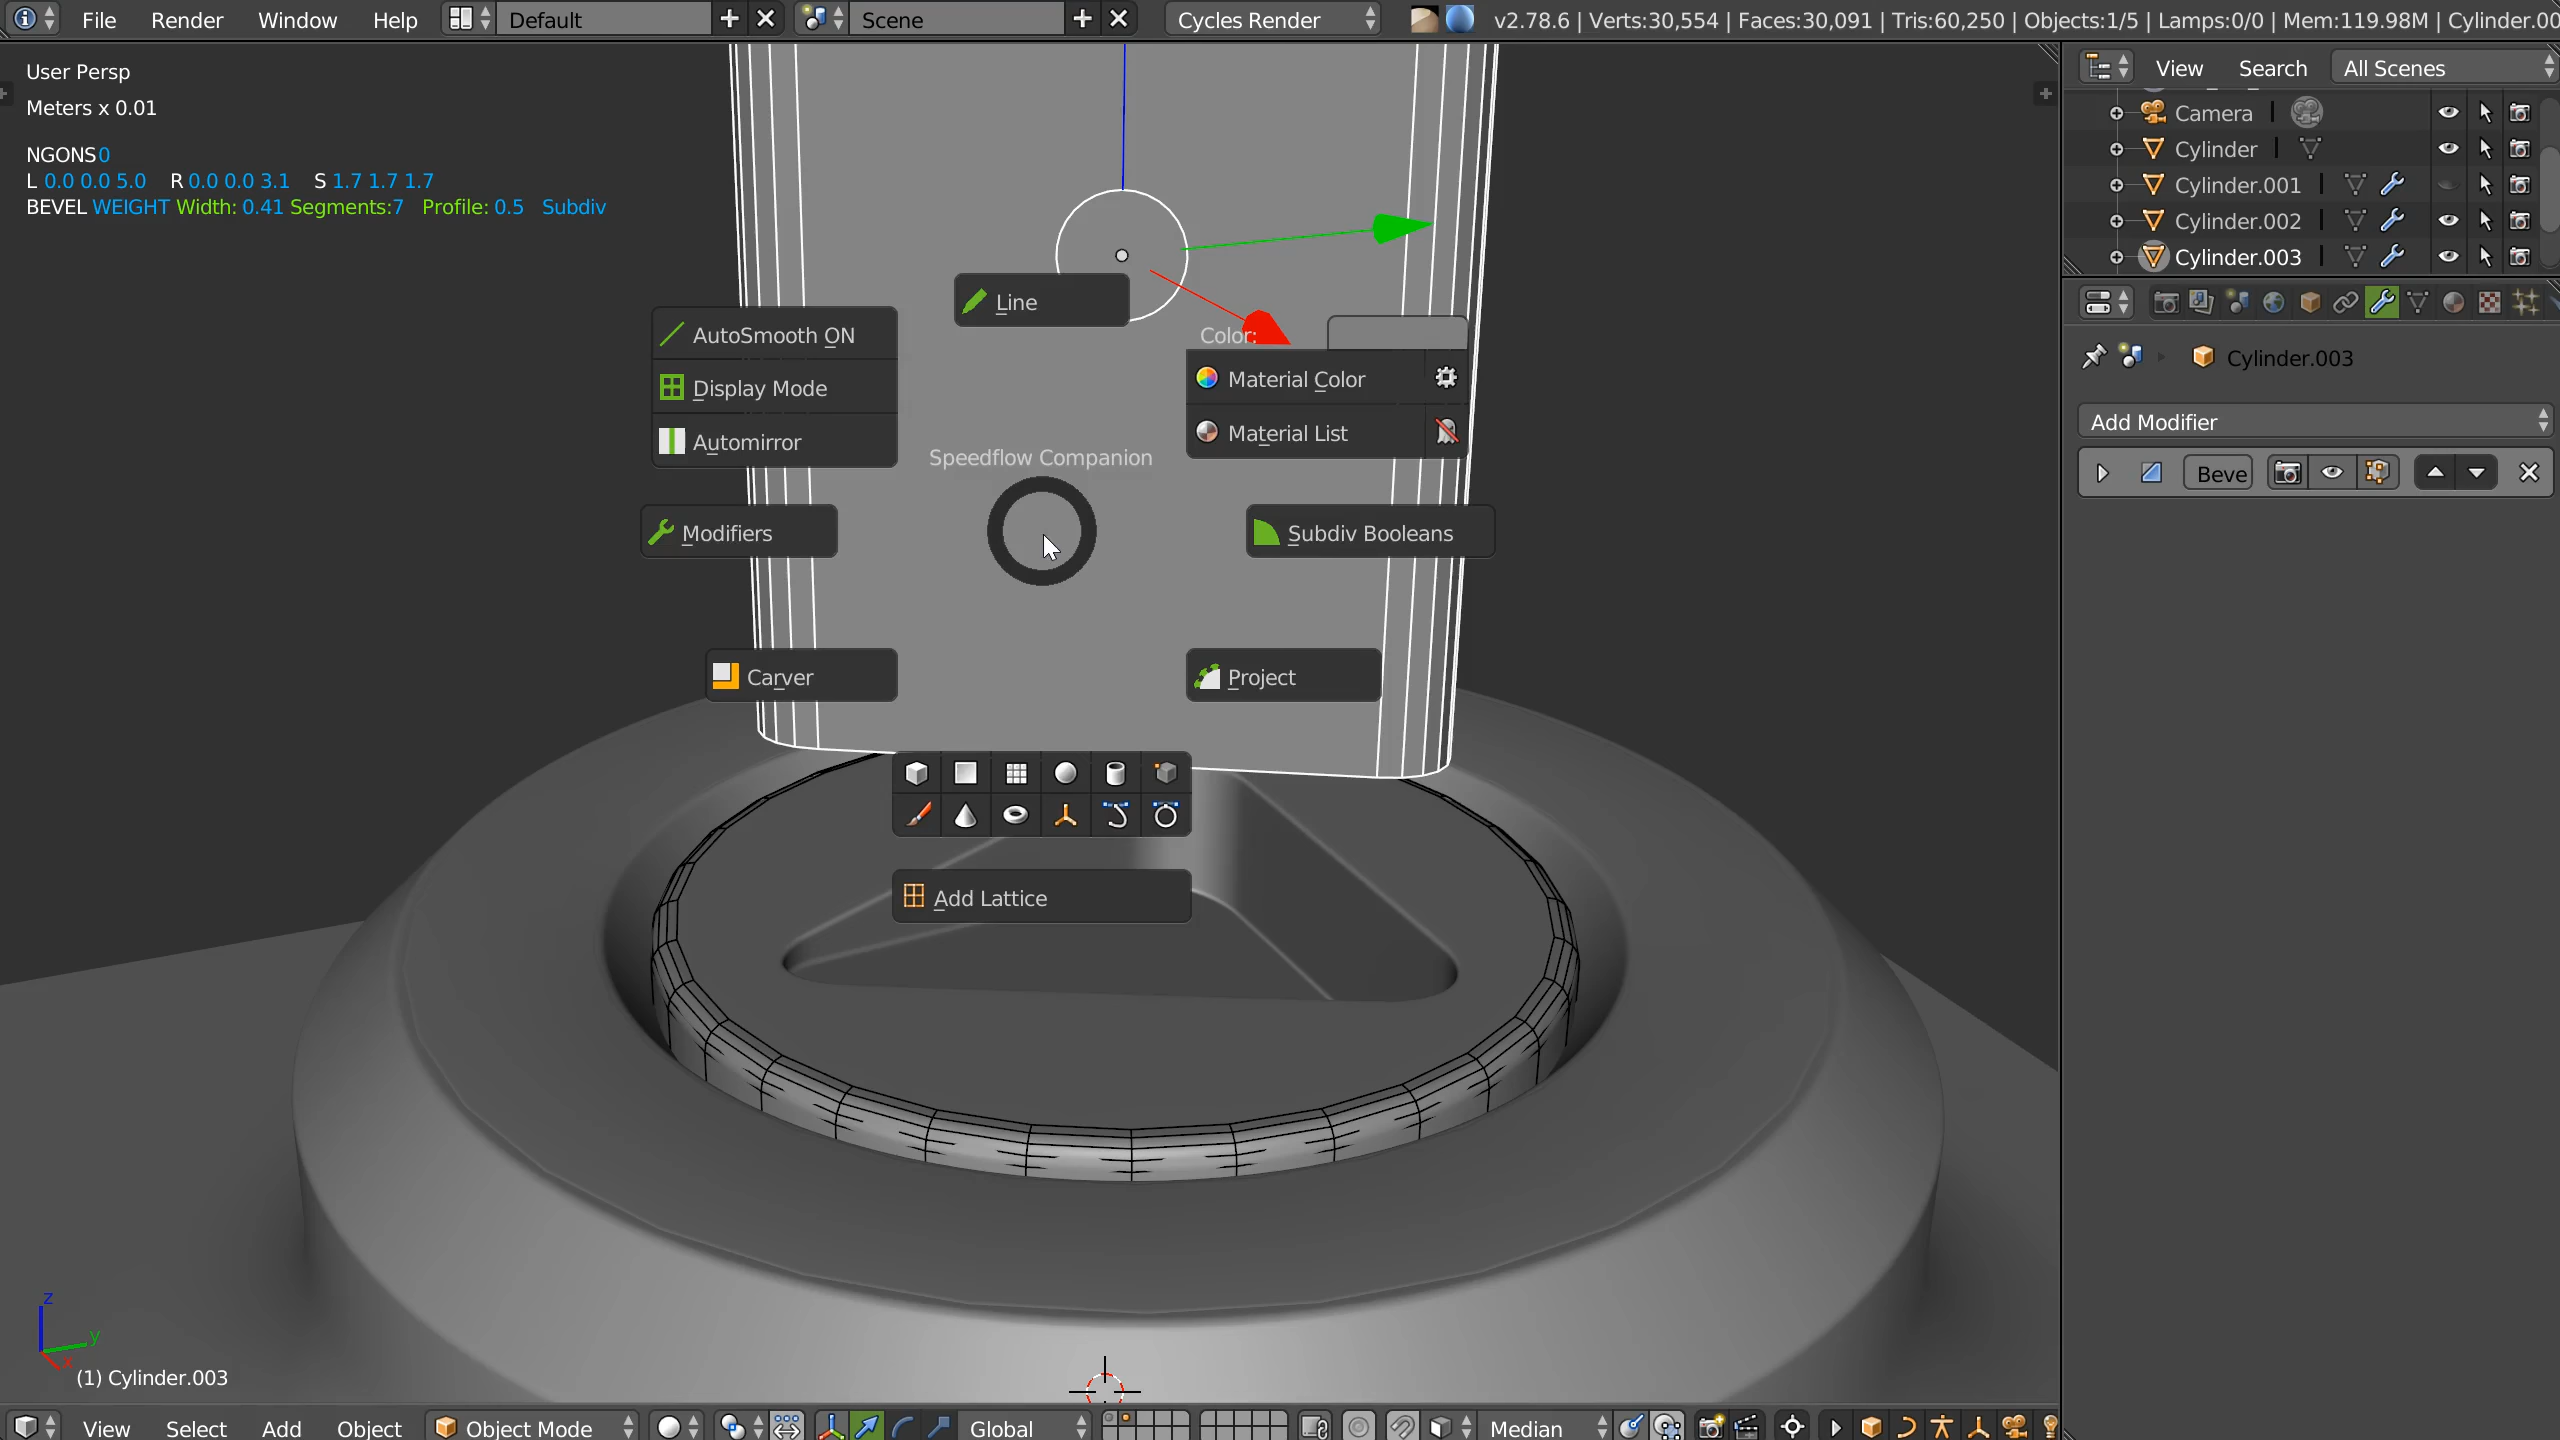 File Render Window Help Default Scene Cycles Render v2.78.6 | Verts:30,554 | Faces:30,091 | Tris:60,250 | Objects:1/5 | Lamps:0/0 | Mem:119.98M | Cylinder.00
User Persp
Meters x 0.01
NGONS 0
L 0.0 0.0 5.0 R 0.0 0.0 3.1 S 1.7 1.7 1.7
BEVEL WEIGHT Width: 0.41 Segments:7 Profile: 0.5 Subdiv
View Search All Scenes
Camera
Cylinder
Cylinder.001
Cylinder.002
Cylinder.003
Cylinder.003
Add Modifier
Beve
Line
AutoSmooth ON
Display Mode
Automirror
Color:
Material Color
Material List
Speedflow Companion
Modifiers
Subdiv Booleans
Carver
Project
Add Lattice
z
y
x
(1) Cylinder.003
View Select Add Object Object Mode Global Median